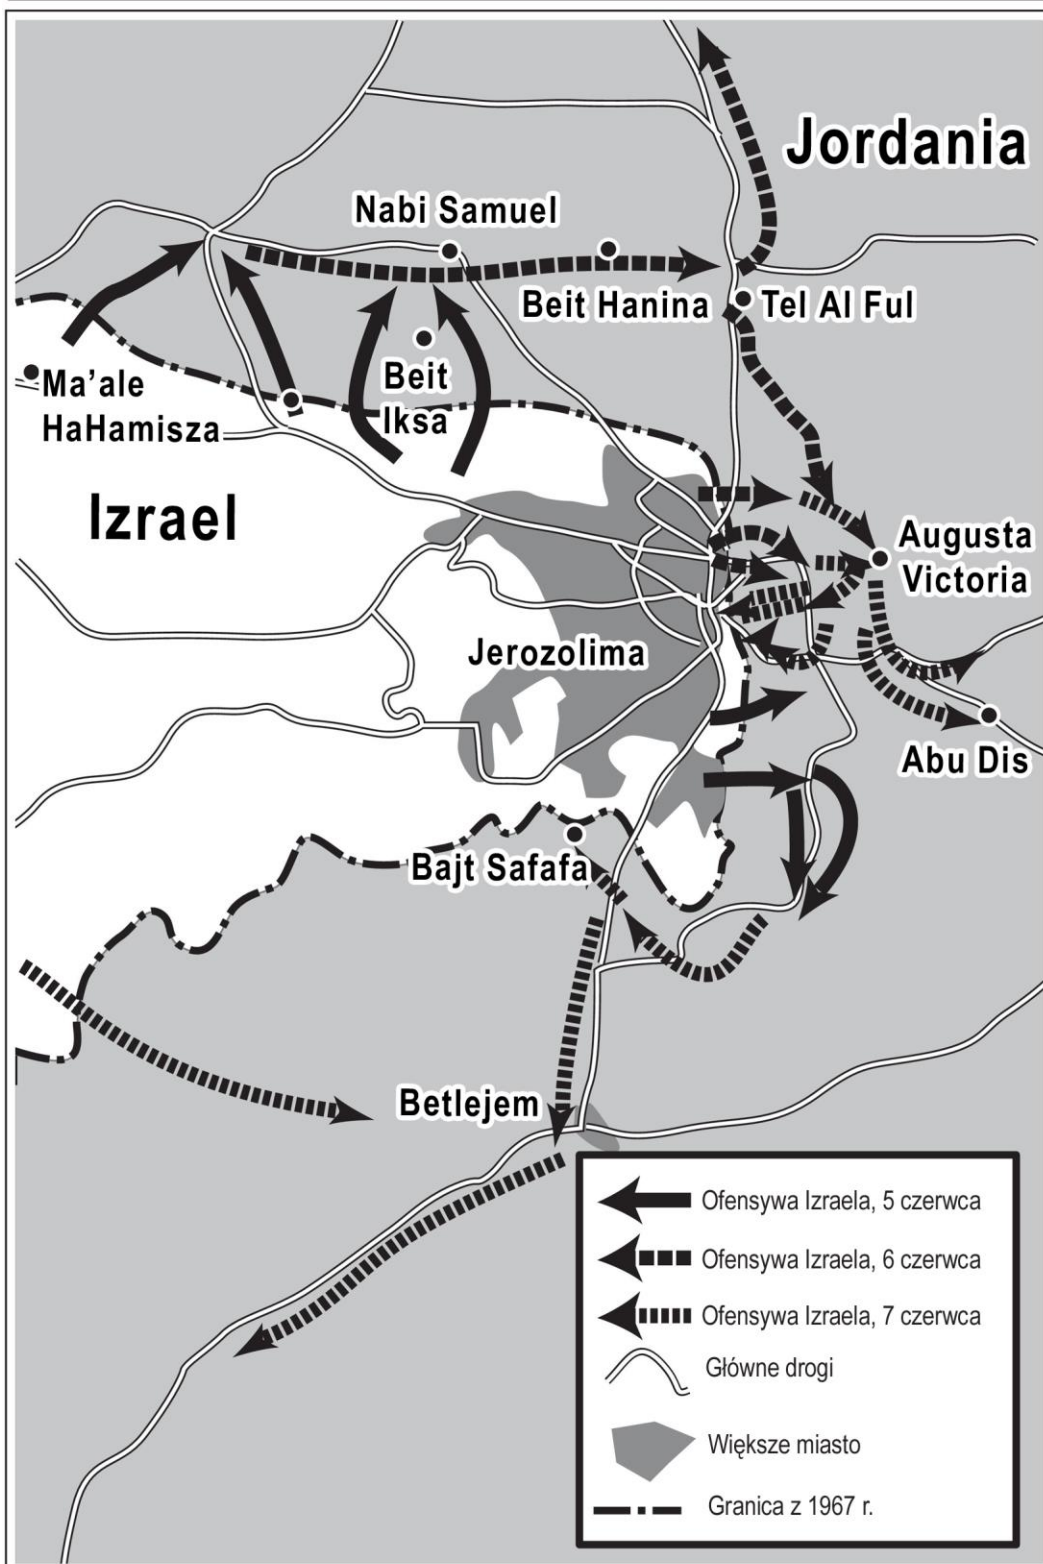 Jordania
Nabi Samuel
Beit Hanina
Tel Al Ful
Ma'ale
HaHamisza
Beit
Iksa
Izrael
Augusta
Victoria
Jerozolima
Abu Dis
Bajt Safafa
Betlejem
Ofensywa Izraela, 5 czerwca
Ofensywa Izraela, 6 czerwca
Ofensywa Izraela, 7 czerwca
Główne drogi
Większe miasto
Granica z 1967 r.